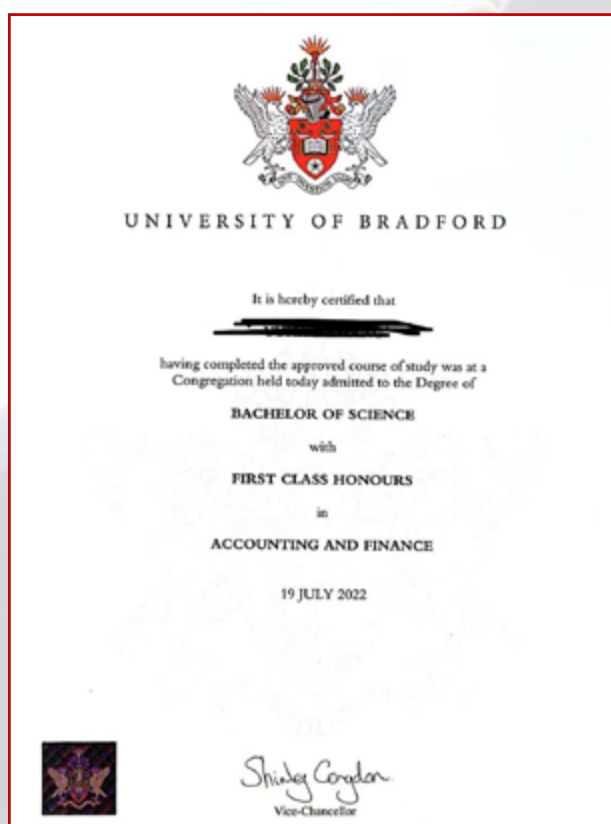 UNIVERSITY OF BRADFORD
It is hereby certified that
having completed the approved course of study was at a
Congregation held today admitted to the Degree of
BACHELOR OF SCIENCE
with
FIRST CLASS HONOURS
in
ACCOUNTING AND FINANCE
19 JULY 2022
Shirley Congdon
Vice-Chancellor